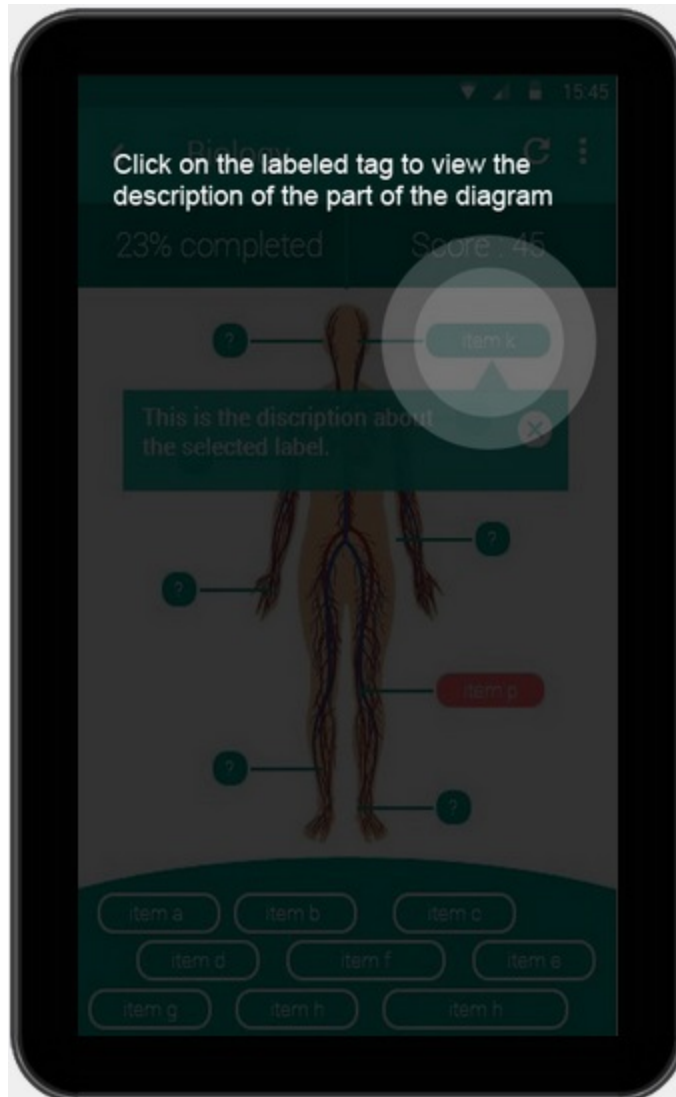 15:45
Biology
Click on the labeled tag to view the
description of the part of the diagram
23% completed
Score : 45
?
item k
This is the discription about
the selected label.
?
?
item p
?
?
item a
item b
item c
item d
item f
item e
item g
item h
item h